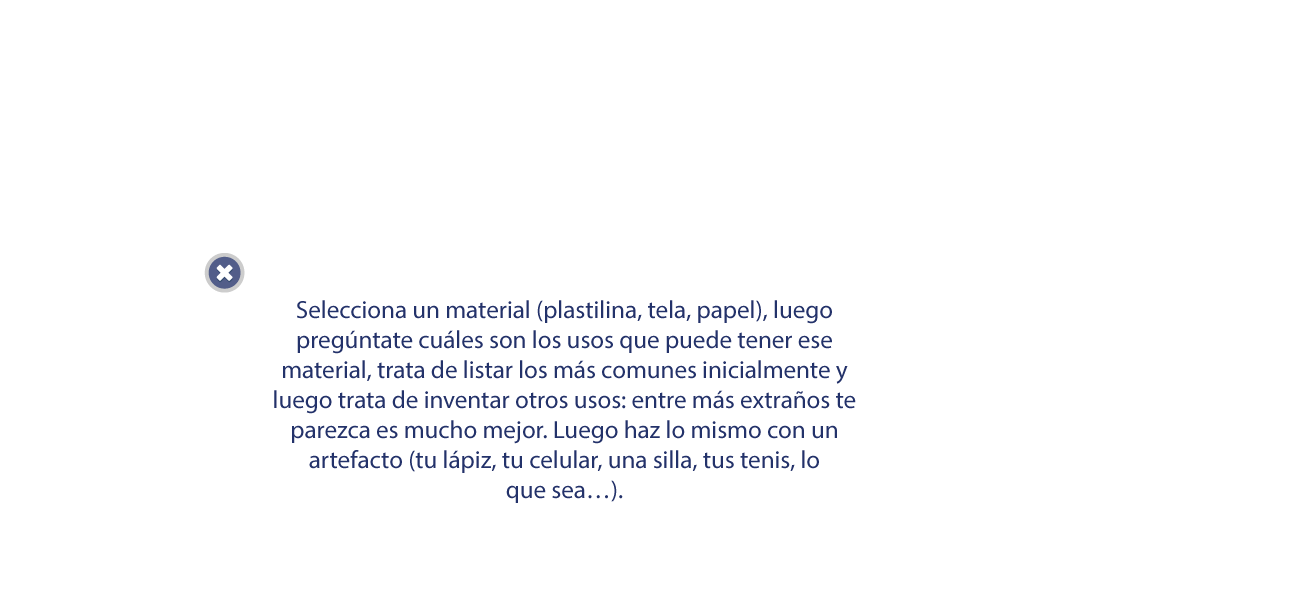 Selecciona un material (plastilina, tela, papel), luego
pregúntate cuáles son los usos que puede tener ese
material, trata de listar los más comunes inicialmente y
luego trata de inventar otros usos: entre más extraños te
parezca es mucho mejor. Luego haz lo mismo con un
artefacto (tu lápiz, tu celular, una silla, tus tenis, lo
que sea…).